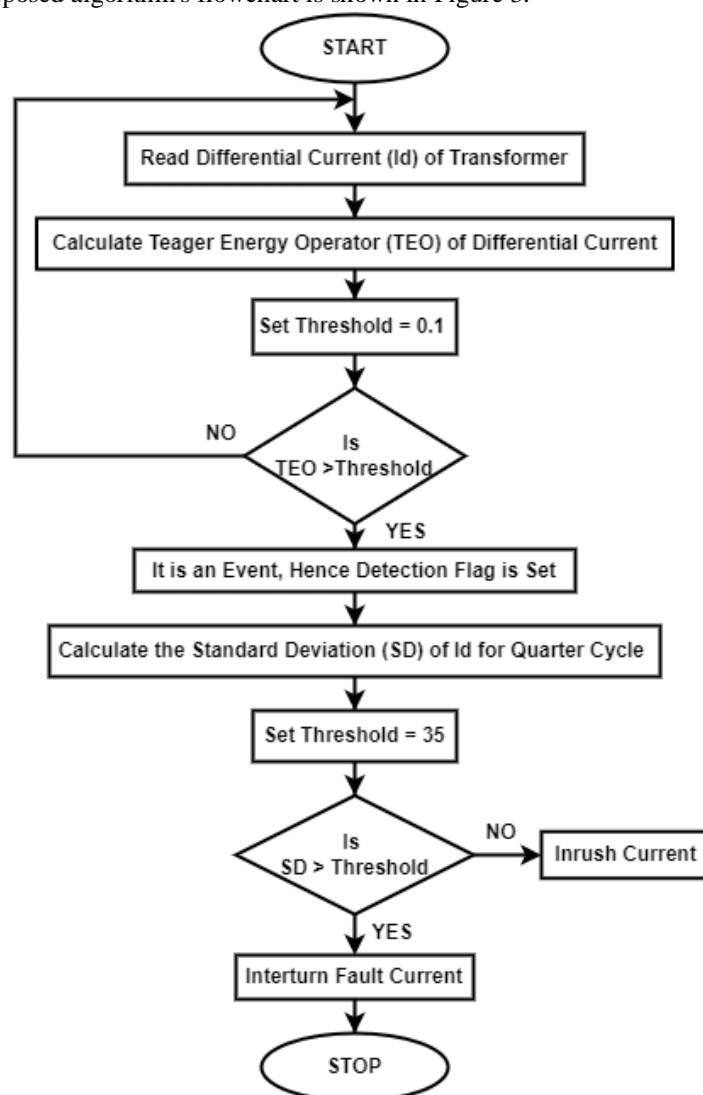 posed algorithm's flowchart is shown in Figure 3.
START
Read Differential Current (Id) of Transformer
Calculate Teager Energy Operator (TEO) of Differential Current
Set Threshold = 0.1
NO
Is
TEO >Threshold
YES
It is an Event, Hence Detection Flag is Set
Calculate the Standard Deviation (SD) of Id for Quarter Cycle
Set Threshold = 35
Is
SD > Threshold
NO
Inrush Current
YES
Interturn Fault Current
STOP